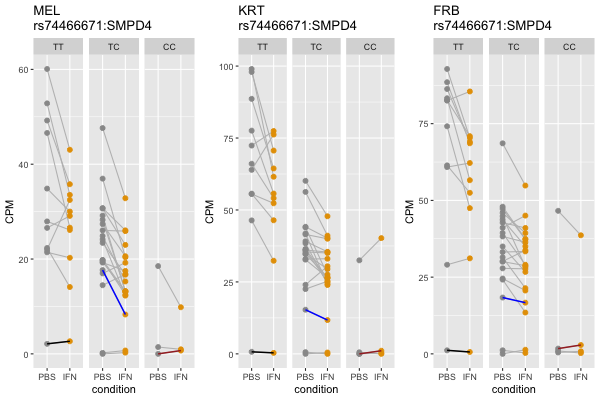 MEL
rs74466671:SMPD4
TT TC CC
60
40
20
0
CPM
PBS IFN PBS IFN PBS IFN
condition
KRT
rs74466671:SMPD4
TT TC CC
100
75
50
25
0
CPM
PBS IFN PBS IFN PBS IFN
condition
FRB
rs74466671:SMPD4
TT TC CC
75
50
25
0
CPM
PBS IFN PBS IFN PBS IFN
condition